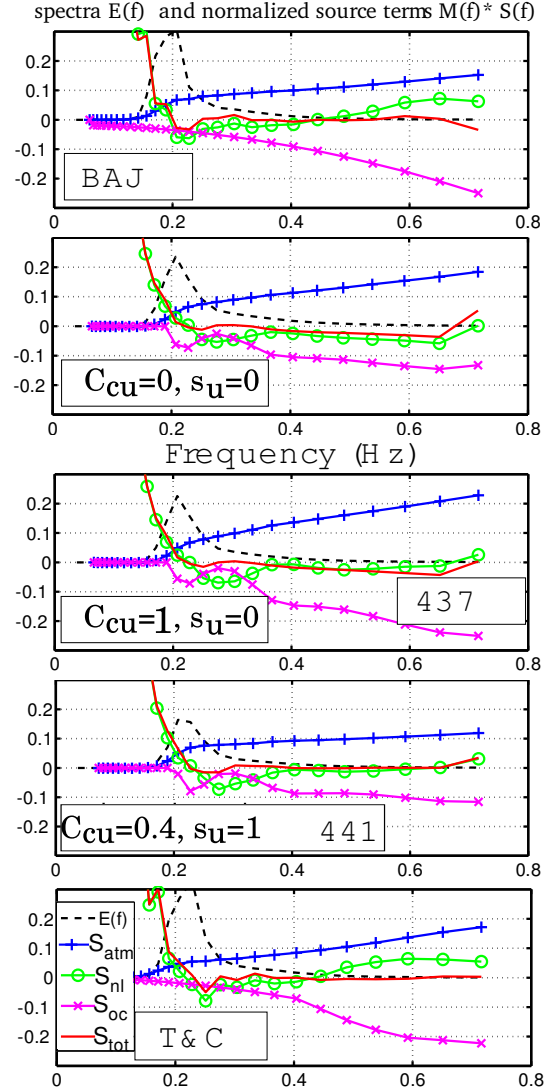 spectra E(f) and normalized source terms M(f)* S(f)
0.2
0.1
0
-0.1
-0.2
BAJ
0 0.2 0.4 0.6 0.8
0.2
0.1
0
-0.1
-0.2
Ccu=0, su=0
0 0.2 0.4 0.6 0.8
Frequency (Hz)
0.2
0.1
0
-0.1
-0.2
437
Ccu=1, su=0
0 0.2 0.4 0.6 0.8
0.2
0.1
0
-0.1
-0.2
Ccu=0.4, su=1 441
0 0.2 0.4 0.6 0.8
0.2
0.1
0
-0.1
-0.2
E(f)
Satm
Snl
Soc
Stot
T&C
0 0.2 0.4 0.6 0.8